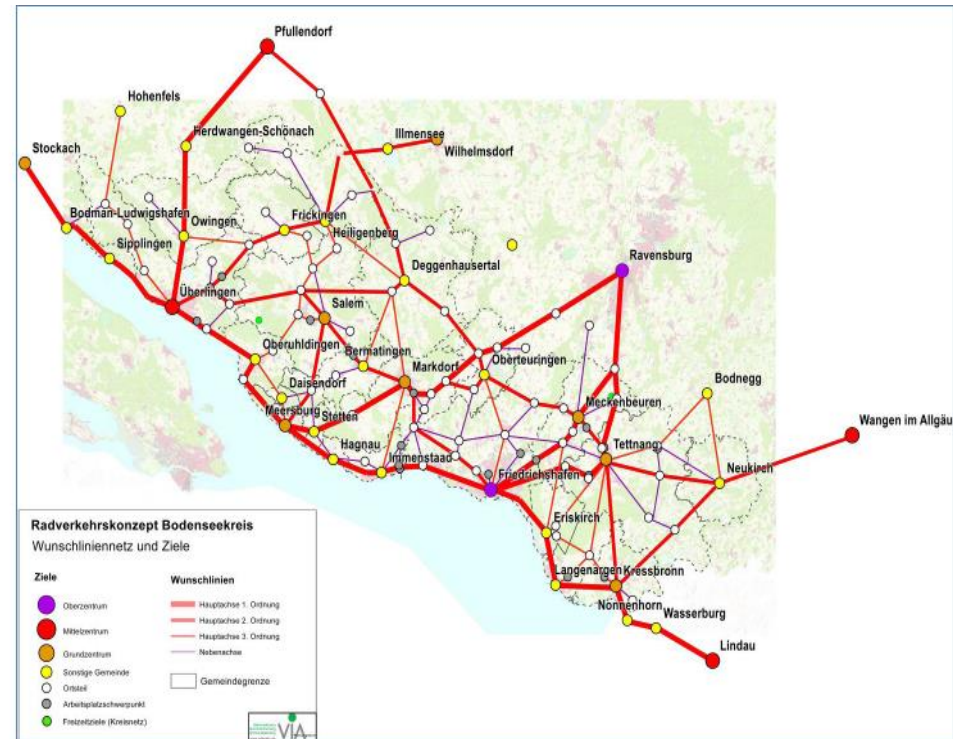 Pfullendorf
Hohenfels
Herdwangen-Schönach
Illmensee
Wilhelmsdorf
Stockach
Bodman-Ludwigshafen
Owingen
Frickingen
Sipplingen
Heiligenberg
Deggenhausertal
Ravensburg
Überlingen
Salem
Oberuhldingen
Bermatingen
Markdorf
Oberteuringen
Daisendorf
Bodnegg
Meersburg
Stetten
Meckenbeuren
Wangen im Allgäu
Hagnau
Tettnang
Immenstaad
Friedrichshafen
Neukirch
Eriskirch
Langenargen
Kressbronn
Nonnenhorn
Wasserburg
Lindau
Radverkehrskonzept Bodenseekreis
Wunschliniennetz und Ziele
Ziele
Oberzentrum
Mittelzentrum
Grundzentrum
Sonstige Gemeinde
Ortsteil
Arbeitsplatzschwerpunkt
Freizeitziele (Kreisnetz)
Wunschlinien
Hauptachse 1. Ordnung
Hauptachse 2. Ordnung
Hauptachse 3. Ordnung
Nebenachse
Gemeindegrenze
VIA